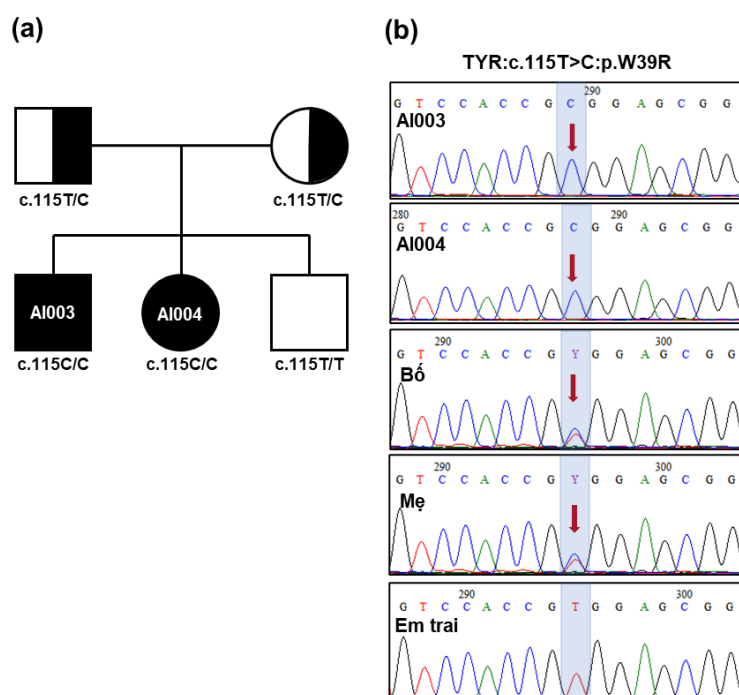 (a)
c.115T/C
c.115T/C
AI003
AI004
c.115C/C
c.115C/C
c.115T/T
(b)
TYR:c.115T>C:p.W39R
290
G T C C A C C G C G G A G C G G
AI003
280 290
G T C C A C C G C G G A G C G G
AI004
290 300
G T C C A C C G Y G G A G C G G
Bố
290 300
G T C C A C C G Y G G A G C G G
Mẹ
290 300
G T C C A C C G T G G A G C G G
Em trai